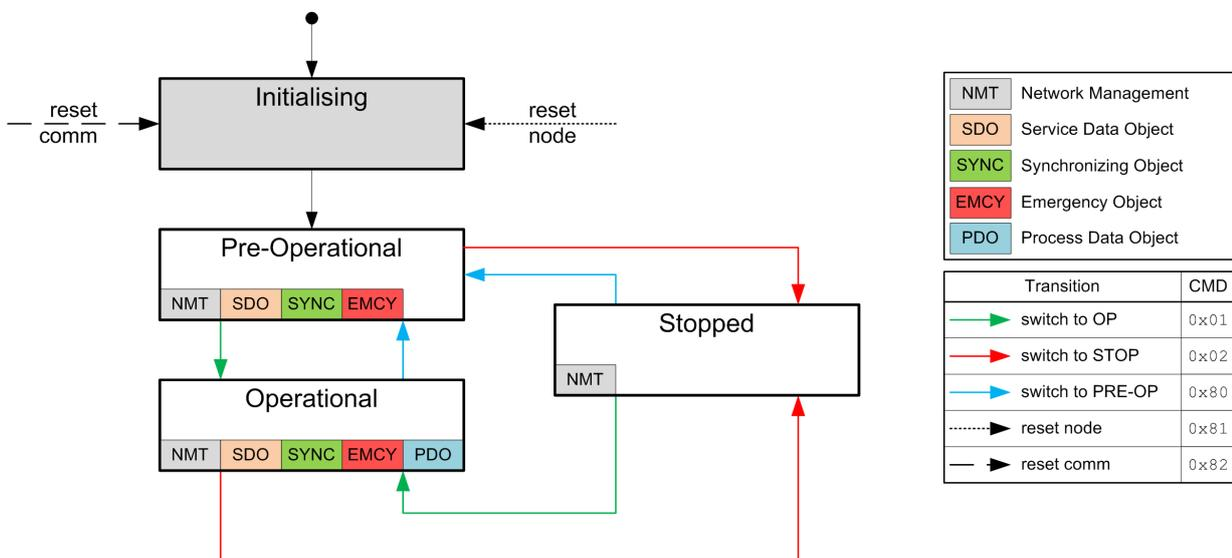 Initialising
reset
comm
reset
node
Pre-Operational
NMT SDO SYNC EMCY
Stopped
NMT
Operational
NMT SDO SYNC EMCY PDO
NMT Network Management
SDO Service Data Object
SYNC Synchronizing Object
EMCY Emergency Object
PDO Process Data Object
Transition CMD
switch to OP 0x01
switch to STOP 0x02
switch to PRE-OP 0x80
reset node 0x81
reset comm 0x82